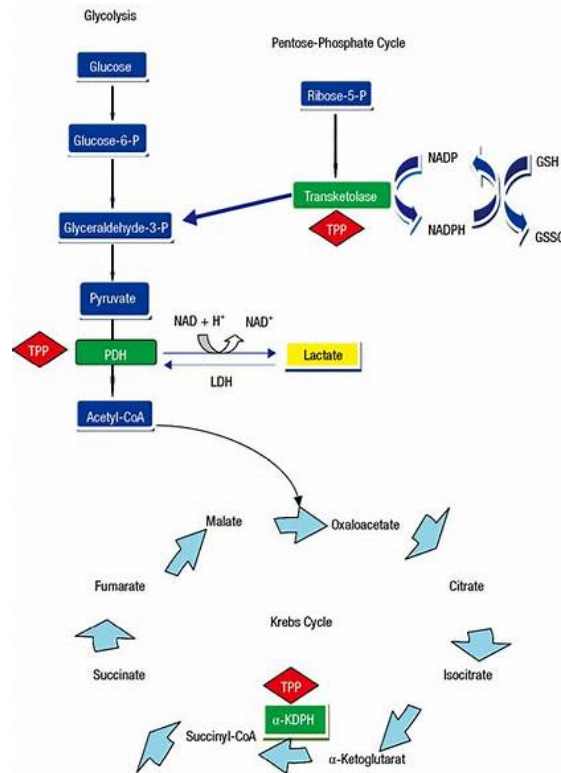 Glycolysis
Pentose-Phosphate Cycle
Glucose
Ribose-5-P
Glucose-6-P
NADP
GSH
Transketolase
TPP
NADPH
GSSG
Glyceraldehyde-3-P
Pyruvate
NAD + H⁺
NAD⁺
TPP
PDH
Lactate
LDH
Acetyl-CoA
Malate
Oxaloacetate
Fumarate
Citrate
Krebs Cycle
Succinate
Isocitrate
TPP
α-KDPH
Succinyl-CoA
α-Ketoglutarat